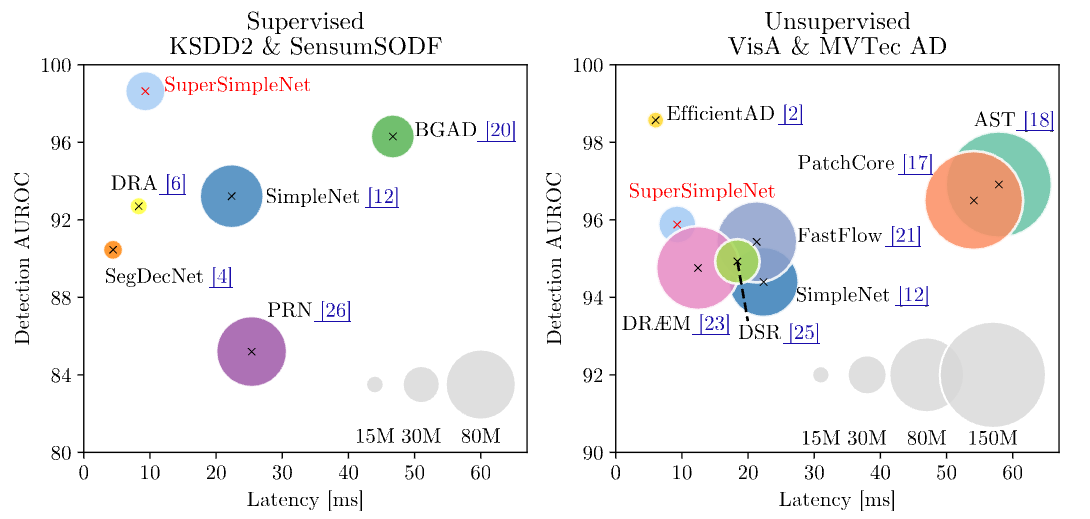 Supervised
KSDD2 & SensumSODF
Detection AUROC
100
96
92
88
84
80
SuperSimpleNet
BGAD [20]
DRA [6]
SimpleNet [12]
SegDecNet [4]
PRN [26]
15M 30M 80M
0 10 20 30 40 50 60
Latency [ms]
Unsupervised
VisA & MVTec AD
Detection AUROC
100
98
96
94
92
90
EfficientAD [2]
AST [18]
PatchCore [17]
SuperSimpleNet
FastFlow [21]
SimpleNet [12]
DRÆM [23]
DSR [25]
15M 30M 80M 150M
0 10 20 30 40 50 60
Latency [ms]